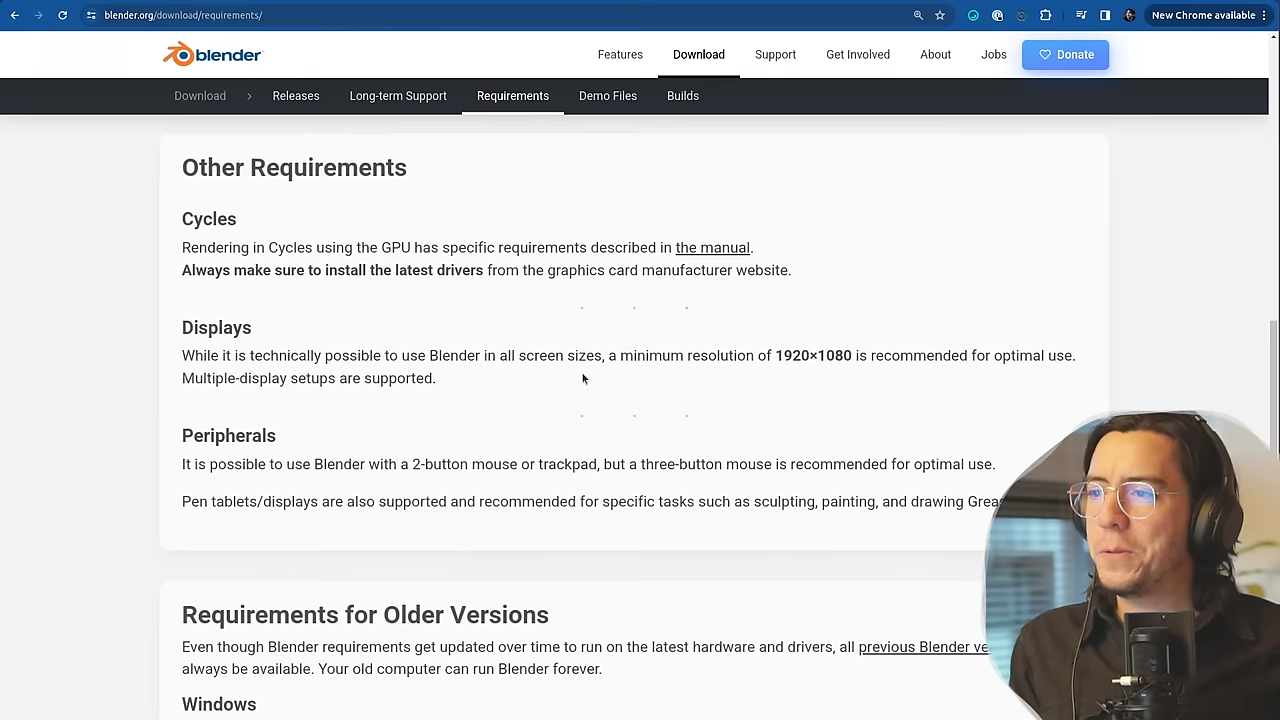 blender.org/download/requirements/
New Chrome available
blender
Features
Download
Support
Get Involved
About
Jobs
Donate
Download
Releases
Long-term Support
Requirements
Demo Files
Builds
Other Requirements
Cycles
Rendering in Cycles using the GPU has specific requirements described in the manual.
Always make sure to install the latest drivers from the graphics card manufacturer website.
Displays
While it is technically possible to use Blender in all screen sizes, a minimum resolution of 1920×1080 is recommended for optimal use.
Multiple-display setups are supported.
Peripherals
It is possible to use Blender with a 2-button mouse or trackpad, but a three-button mouse is recommended for optimal use.
Pen tablets/displays are also supported and recommended for specific tasks such as sculpting, painting, and drawing
Requirements for Older Versions
Even though Blender requirements get updated over time to run on the latest hardware and drivers, all previous Blender
always be available. Your old computer can run Blender forever.
Windows